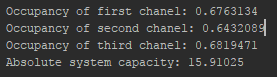 Occupancy of first chanel: 0.6763134
Occupancy of second chanel: 0.6432089
Occupancy of third chanel: 0.6819471
Absolute system capacity: 15.91025